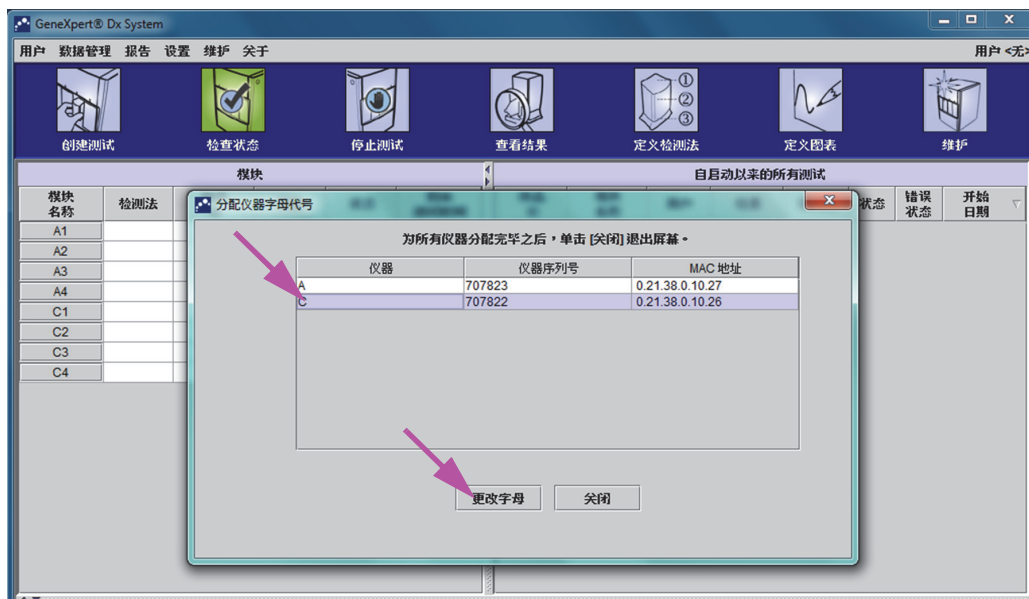 GeneXpert® Dx System
用户 数据管理 报告 设置 维护 关于 用户 <无>
① ② ③
创建测试 检查状态 停止测试 查看结果 定义检测法 定义图表 维护
模块 自启动以来的所有测试
模块名称 检测法 状态 错误状态 开始日期
分配仪器字母代号
为所有仪器分配完毕之后，单击 [关闭] 退出屏幕。
仪器 仪器序列号 MAC 地址
A 707823 0.21.38.0.10.27
C 707822 0.21.38.0.10.26
A1
A2
A3
A4
C1
C2
C3
C4
更改字母 关闭